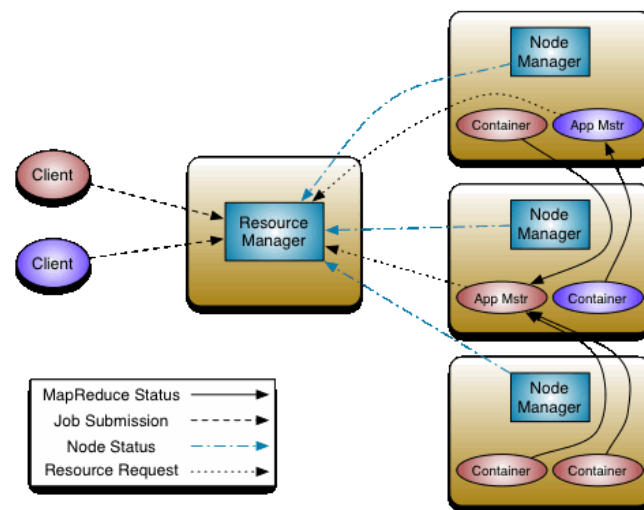 Node
Manager
Container
App Mstr
Client
Resource
Manager
Node
Manager
Client
App Mstr
Container
Node
Manager
MapReduce Status
Job Submission
Node Status
Resource Request
Container
Container